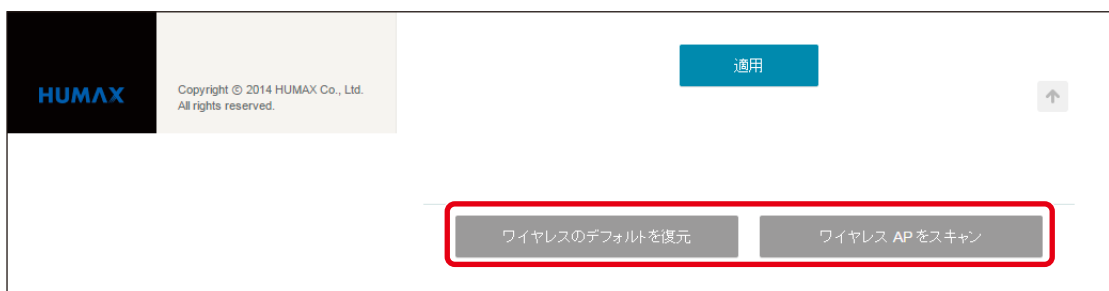 適用
HUMAX
Copyright © 2014 HUMAX Co., Ltd.
All rights reserved.
ワイヤレスのデフォルトを復元
ワイヤレス APをスキャン